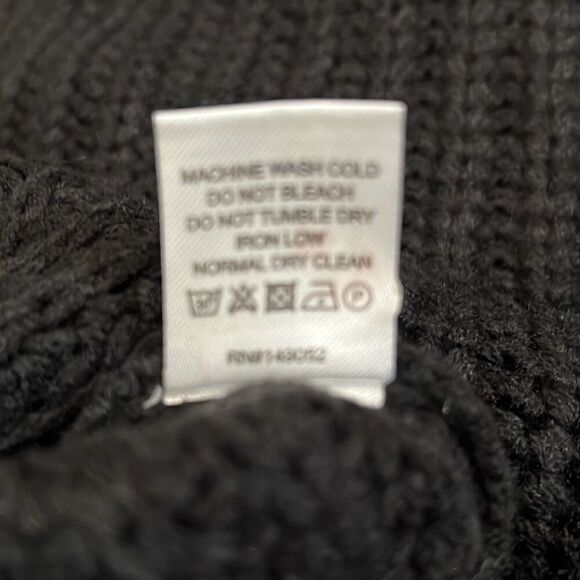 MACHINE WASH COLD
DO NOT BLEACH
DO NOT TUMBLE DRY
IRON LOW
NORMAL DRY CLEAN
P